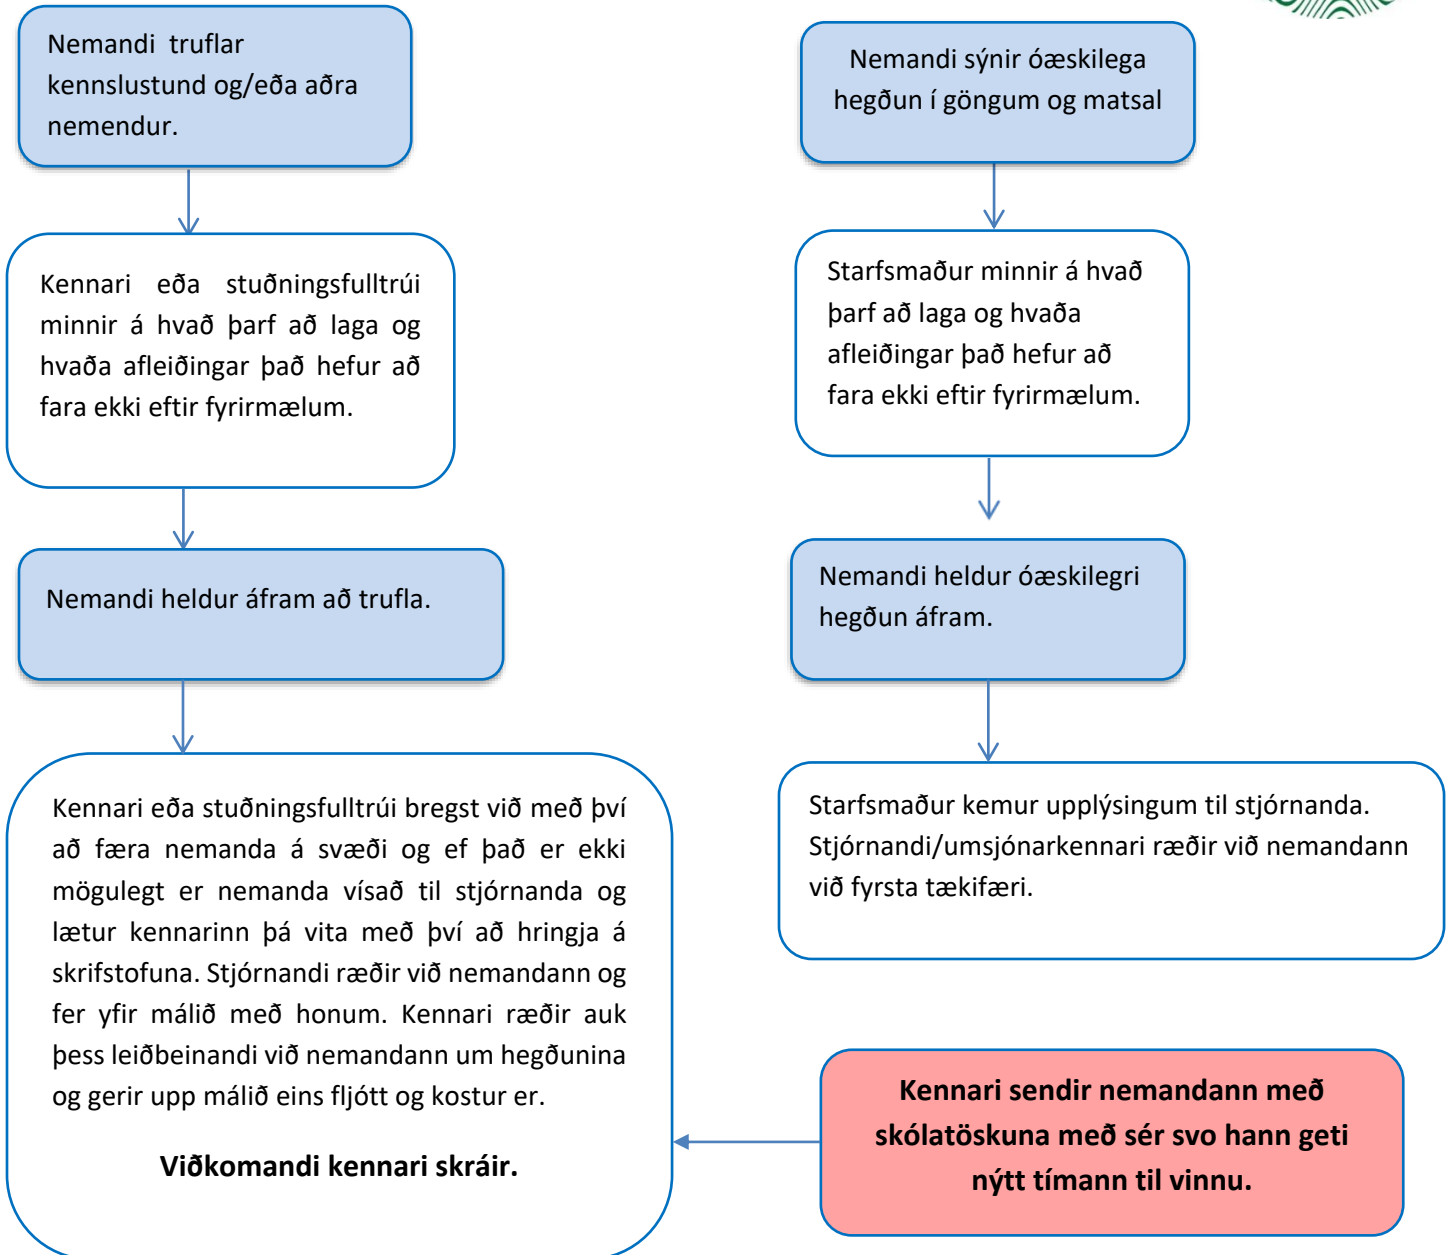 Nemandi truflar
kennslustund og/eða aðra
nemendur.
Kennari eða stuðningsfulltrúi
minnir á hvað þarf að laga og
hvaða afleiðingar það hefur að
fara ekki eftir fyrirmælum.
Nemandi heldur áfram að trufla.
Kennari eða stuðningsfulltrúi bregst við með því
að færa nemanda á svæði og ef það er ekki
mögulegt er nemanda vísað til stjórnanda og
lætur kennarinn þá vita með því að hringja á
skrifstofuna. Stjórnandi ræðir við nemandann og
fer yfir málið með honum. Kennari ræðir auk
þess leiðbeinandi við nemandann um hegðunina
og gerir upp málið eins fljótt og kostur er.
Viðkomandi kennari skráir.
Nemandi sýnir óæskilega
hegðun í göngum og matsal
Starfsmaður minnir á hvað
þarf að laga og hvaða
afleiðingar það hefur að
fara ekki eftir fyrirmælum.
Nemandi heldur óæskilegri
hegðun áfram.
Starfsmaður kemur upplýsingum til stjórnanda.
Stjórnandi/umsjónarkennari ræðir við nemandann
við fyrsta tækifæri.
Kennari sendir nemandann með
skólatöskuna með sér svo hann geti
nýtt tímann til vinnu.